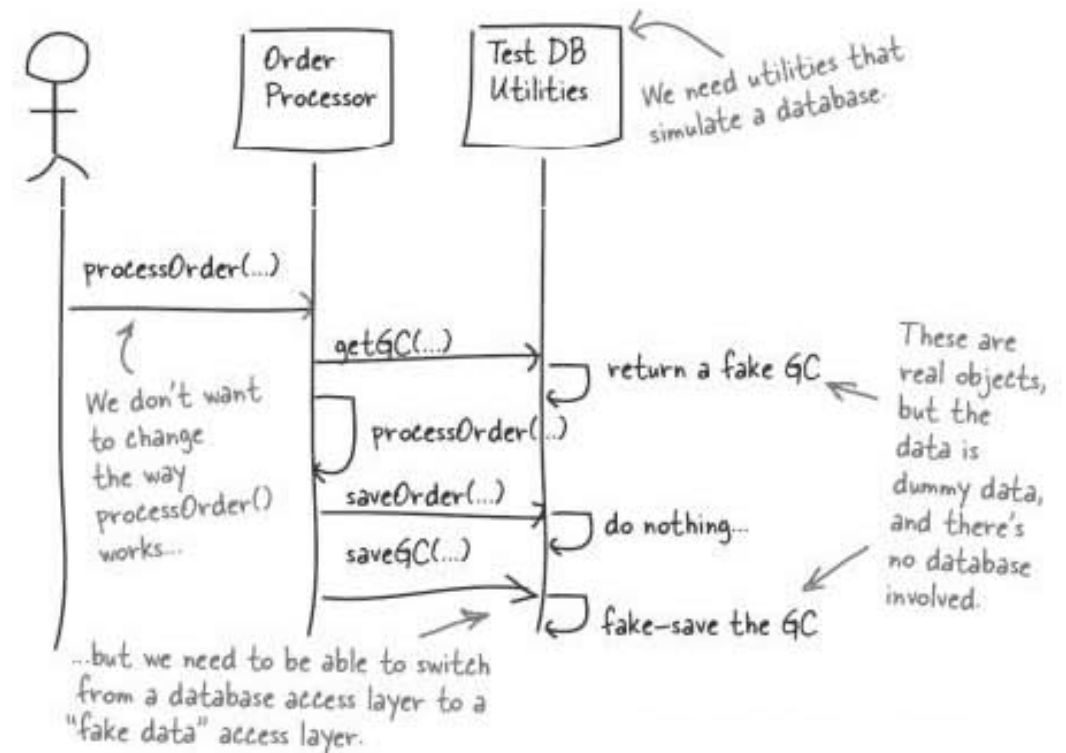 Order
Processor
Test DB
Utilities
We need utilities that
simulate a database.
processOrder(...)
We don't want
to change
the way
processOrder()
works...
getGC(...)
return a fake GC
processOrder(...)
saveOrder(...)
do nothing...
saveGC(...)
fake-save the GC
These are
real objects,
but the
data is
dummy data,
and there's
no database
involved.
...but we need to be able to switch
from a database access layer to a
"fake data" access layer.